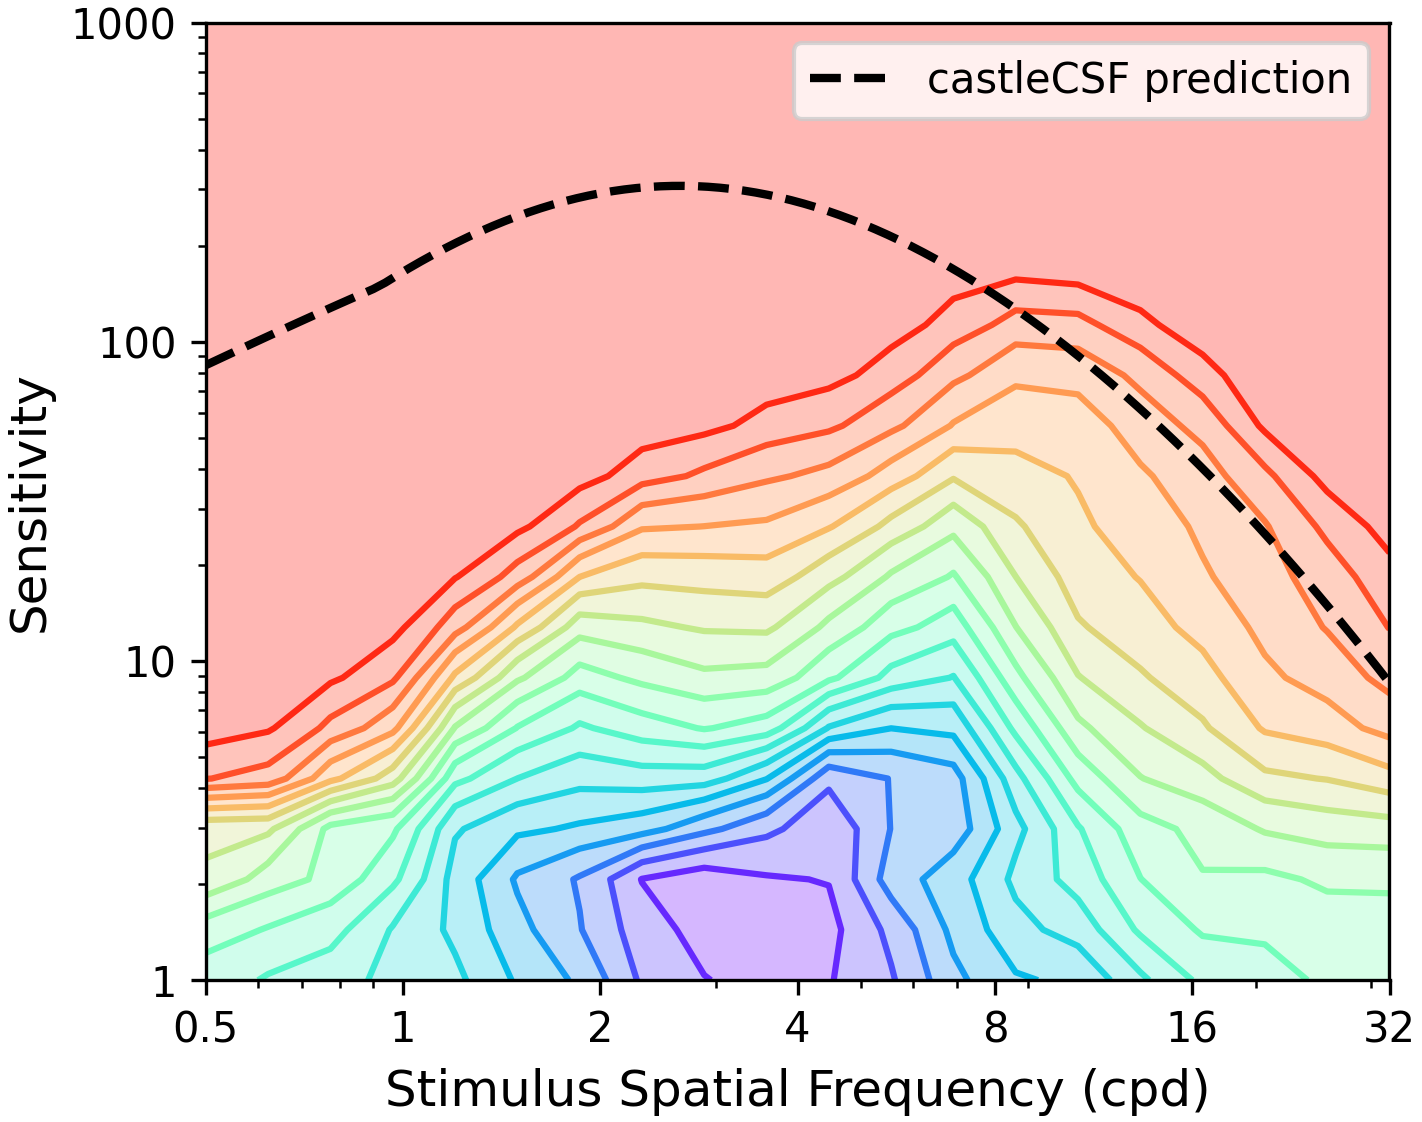 1000
castleCSF prediction
100
Sensitivity
10
1
0.5 1 2 4 8 16 32
Stimulus Spatial Frequency (cpd)